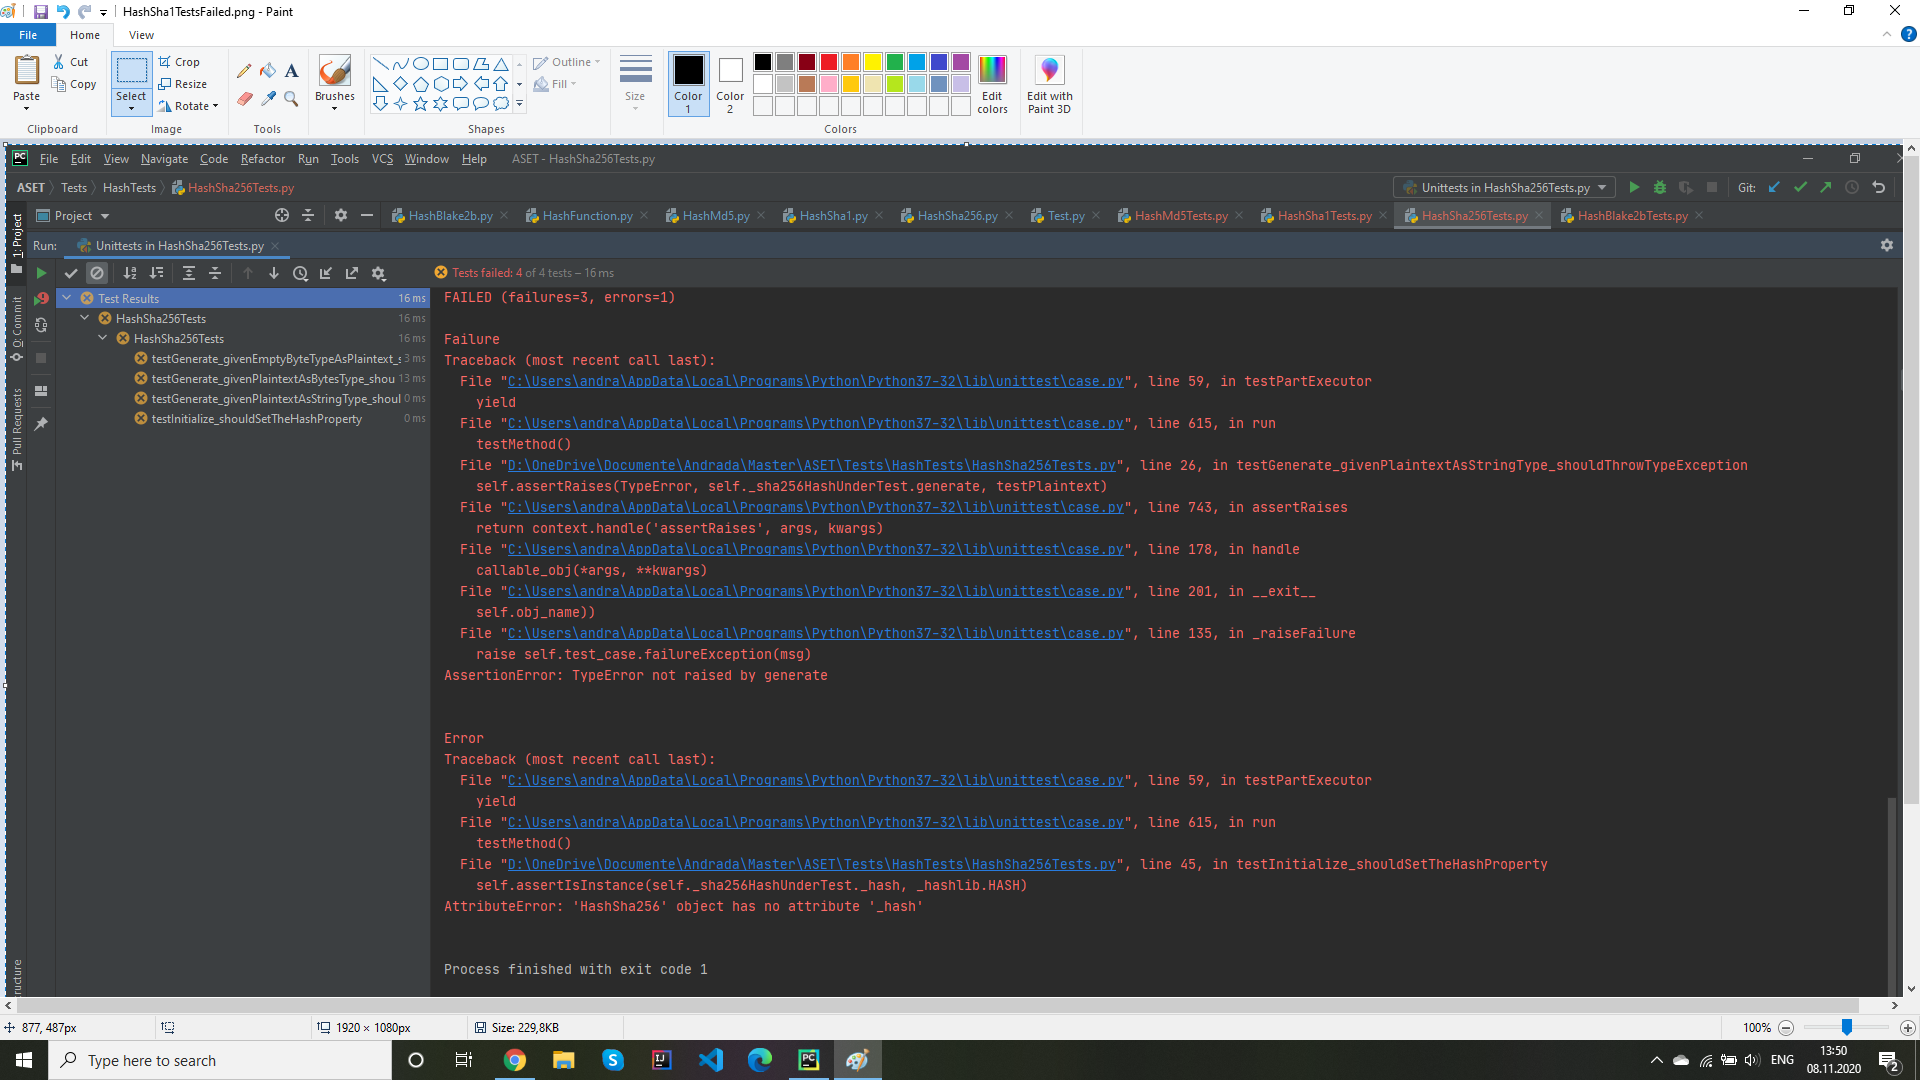 HashSha1TestsFailed.png - Paint
File Home View
Paste Cut Copy Clipboard
Select Crop Resize Rotate Image
Tools
Brushes
Outline Fill Shapes
Size
Color 1 Color 2 Edit colors Colors
Edit with Paint 3D
PC File Edit View Navigate Code Refactor Run Tools VCS Window Help ASET - HashSha256Tests.py
ASET Tests HashTests HashSha256Tests.py Unittests in HashSha256Tests.py Git:
Project HashBlake2b.py HashFunction.py HashMd5.py HashSha1.py HashSha256.py Test.py HashMd5Tests.py HashSha1Tests.py HashSha256Tests.py HashBlake2bTests.py
1: Project
0: Commit
Pull Requests
ructure
Run: Unittests in HashSha256Tests.py
Tests failed: 4 of 4 tests – 16 ms
Test Results 16 ms
HashSha256Tests 16 ms
HashSha256Tests 16 ms
testGenerate_givenEmptyByteTypeAsPlaintext_s 3 ms
testGenerate_givenPlaintextAsBytesType_shou 13 ms
testGenerate_givenPlaintextAsStringType_shoul 0 ms
testInitialize_shouldSetTheHashProperty 0 ms
FAILED (failures=3, errors=1)
Failure
Traceback (most recent call last):
File "C:\Users\andra\AppData\Local\Programs\Python\Python37-32\lib\unittest\case.py", line 59, in testPartExecutor
yield
File "C:\Users\andra\AppData\Local\Programs\Python\Python37-32\lib\unittest\case.py", line 615, in run
testMethod()
File "D:\OneDrive\Documente\Andrada\Master\ASET\Tests\HashTests\HashSha256Tests.py", line 26, in testGenerate_givenPlaintextAsStringType_shouldThrowTypeException
self.assertRaises(TypeError, self._sha256HashUnderTest.generate, testPlaintext)
File "C:\Users\andra\AppData\Local\Programs\Python\Python37-32\lib\unittest\case.py", line 743, in assertRaises
return context.handle('assertRaises', args, kwargs)
File "C:\Users\andra\AppData\Local\Programs\Python\Python37-32\lib\unittest\case.py", line 178, in handle
callable_obj(*args, **kwargs)
File "C:\Users\andra\AppData\Local\Programs\Python\Python37-32\lib\unittest\case.py", line 201, in __exit__
self.obj_name))
File "C:\Users\andra\AppData\Local\Programs\Python\Python37-32\lib\unittest\case.py", line 135, in _raiseFailure
raise self.test_case.failureException(msg)
AssertionError: TypeError not raised by generate
Error
Traceback (most recent call last):
File "C:\Users\andra\AppData\Local\Programs\Python\Python37-32\lib\unittest\case.py", line 59, in testPartExecutor
yield
File "C:\Users\andra\AppData\Local\Programs\Python\Python37-32\lib\unittest\case.py", line 615, in run
testMethod()
File "D:\OneDrive\Documente\Andrada\Master\ASET\Tests\HashTests\HashSha256Tests.py", line 45, in testInitialize_shouldSetTheHashProperty
self.assertIsInstance(self._sha256HashUnderTest._hash, _hashlib.HASH)
AttributeError: 'HashSha256' object has no attribute '_hash'
Process finished with exit code 1
877, 487px 1920 × 1080px Size: 229,8KB 100%
Type here to search ENG 13:50
08.11.2020 2